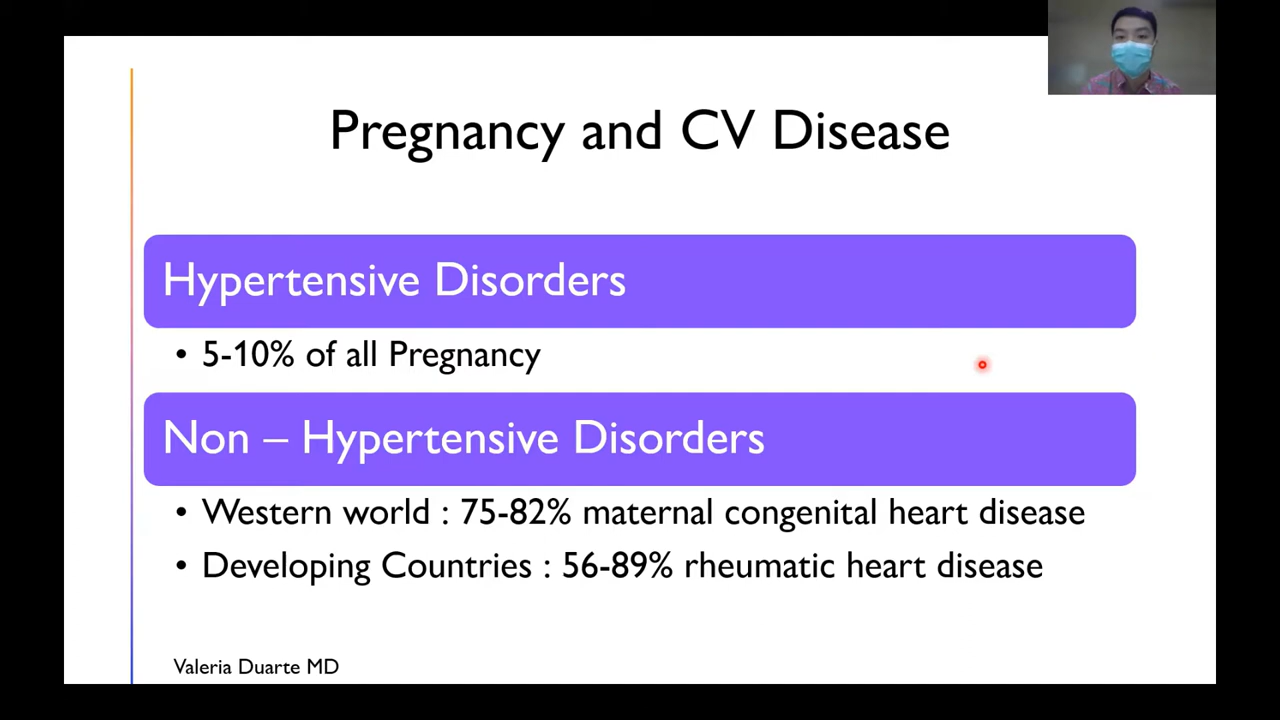 Pregnancy and CV Disease
Hypertensive Disorders
• 5-10% of all Pregnancy
Non – Hypertensive Disorders
• Western world : 75-82% maternal congenital heart disease
• Developing Countries : 56-89% rheumatic heart disease
Valeria Duarte MD